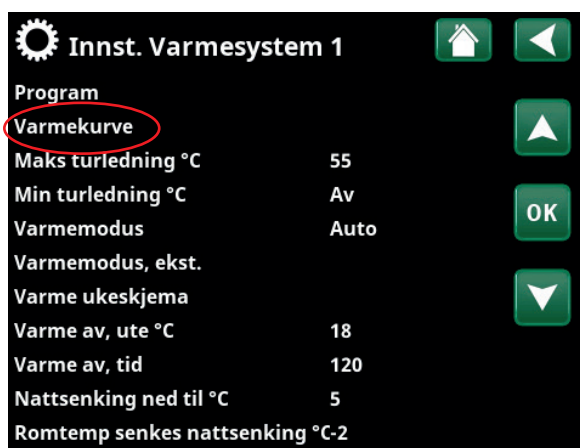 Innst. Varmesystem 1
Program
Varmekurve
Maks turledning °C 55
Min turledning °C Av
Varmemodus Auto
OK
Varmemodus, ekst.
Varme ukeskjema
Varme av, ute °C 18
Varme av, tid 120
Nattsenking ned til °C 5
Romtemp senkes nattsenking °C-2